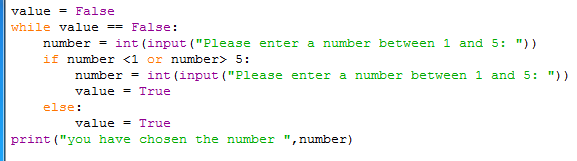 value = False
while value == False:
    number = int(input("Please enter a number between 1 and 5: "))
    if number <1 or number> 5:
        number = int(input("Please enter a number between 1 and 5: "))
        value = True
    else:
        value = True
print("you have chosen the number ",number)